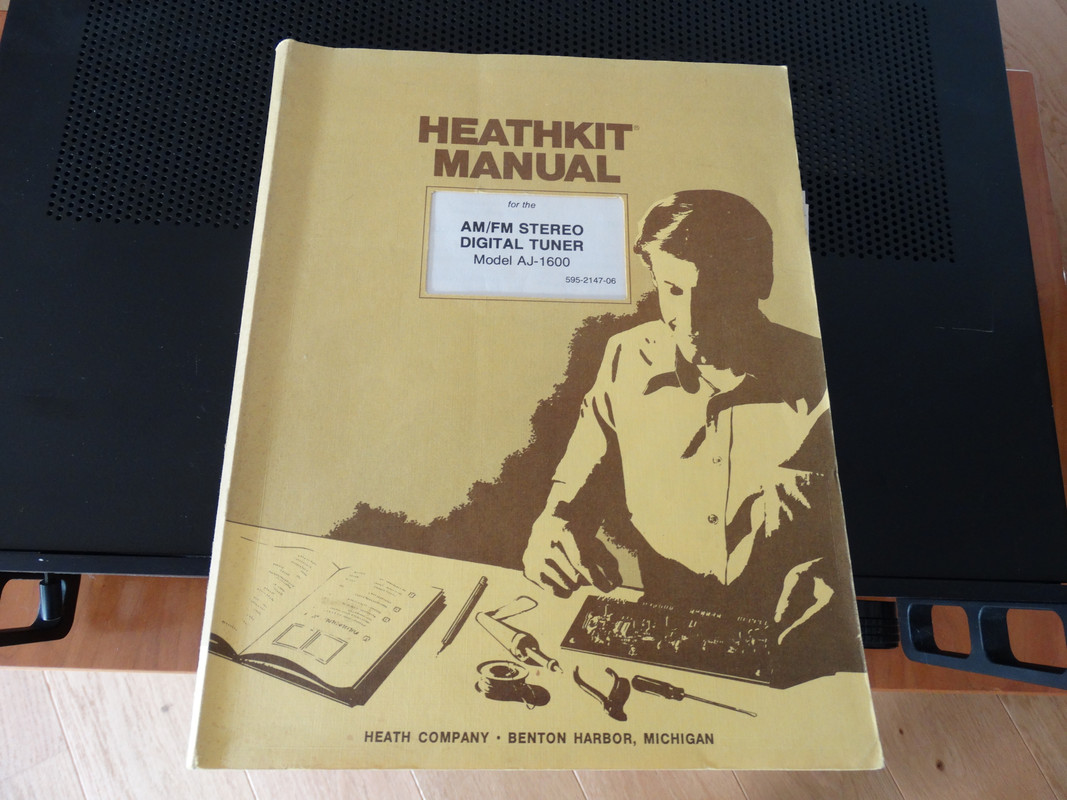 HEATHKIT®
MANUAL
for the
AM/FM STEREO
DIGITAL TUNER
Model AJ-1600
595-2147-06
HEATH COMPANY · BENTON HARBOR, MICHIGAN